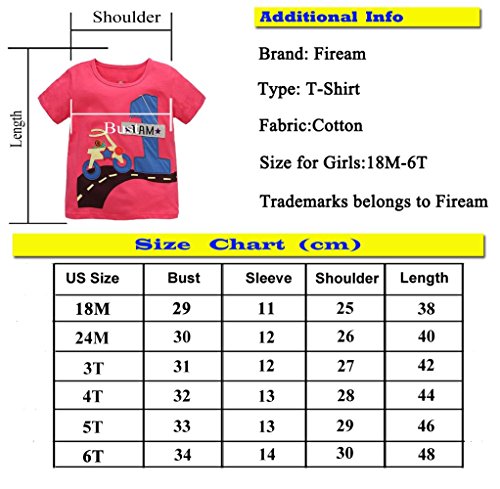 Shoulder
Additional Info
Brand: Fiream
Length
Type: T-Shirt
Bust
I AM
1
Fabric:Cotton
Size for Girls:18M-6T
Trademarks belongs to Fiream
Size Chart (cm)
US Size Bust Sleeve Shoulder Length
18M 29 11 25 38
24M 30 12 26 40
3T 31 12 27 42
4T 32 13 28 44
5T 33 13 29 46
6T 34 14 30 48